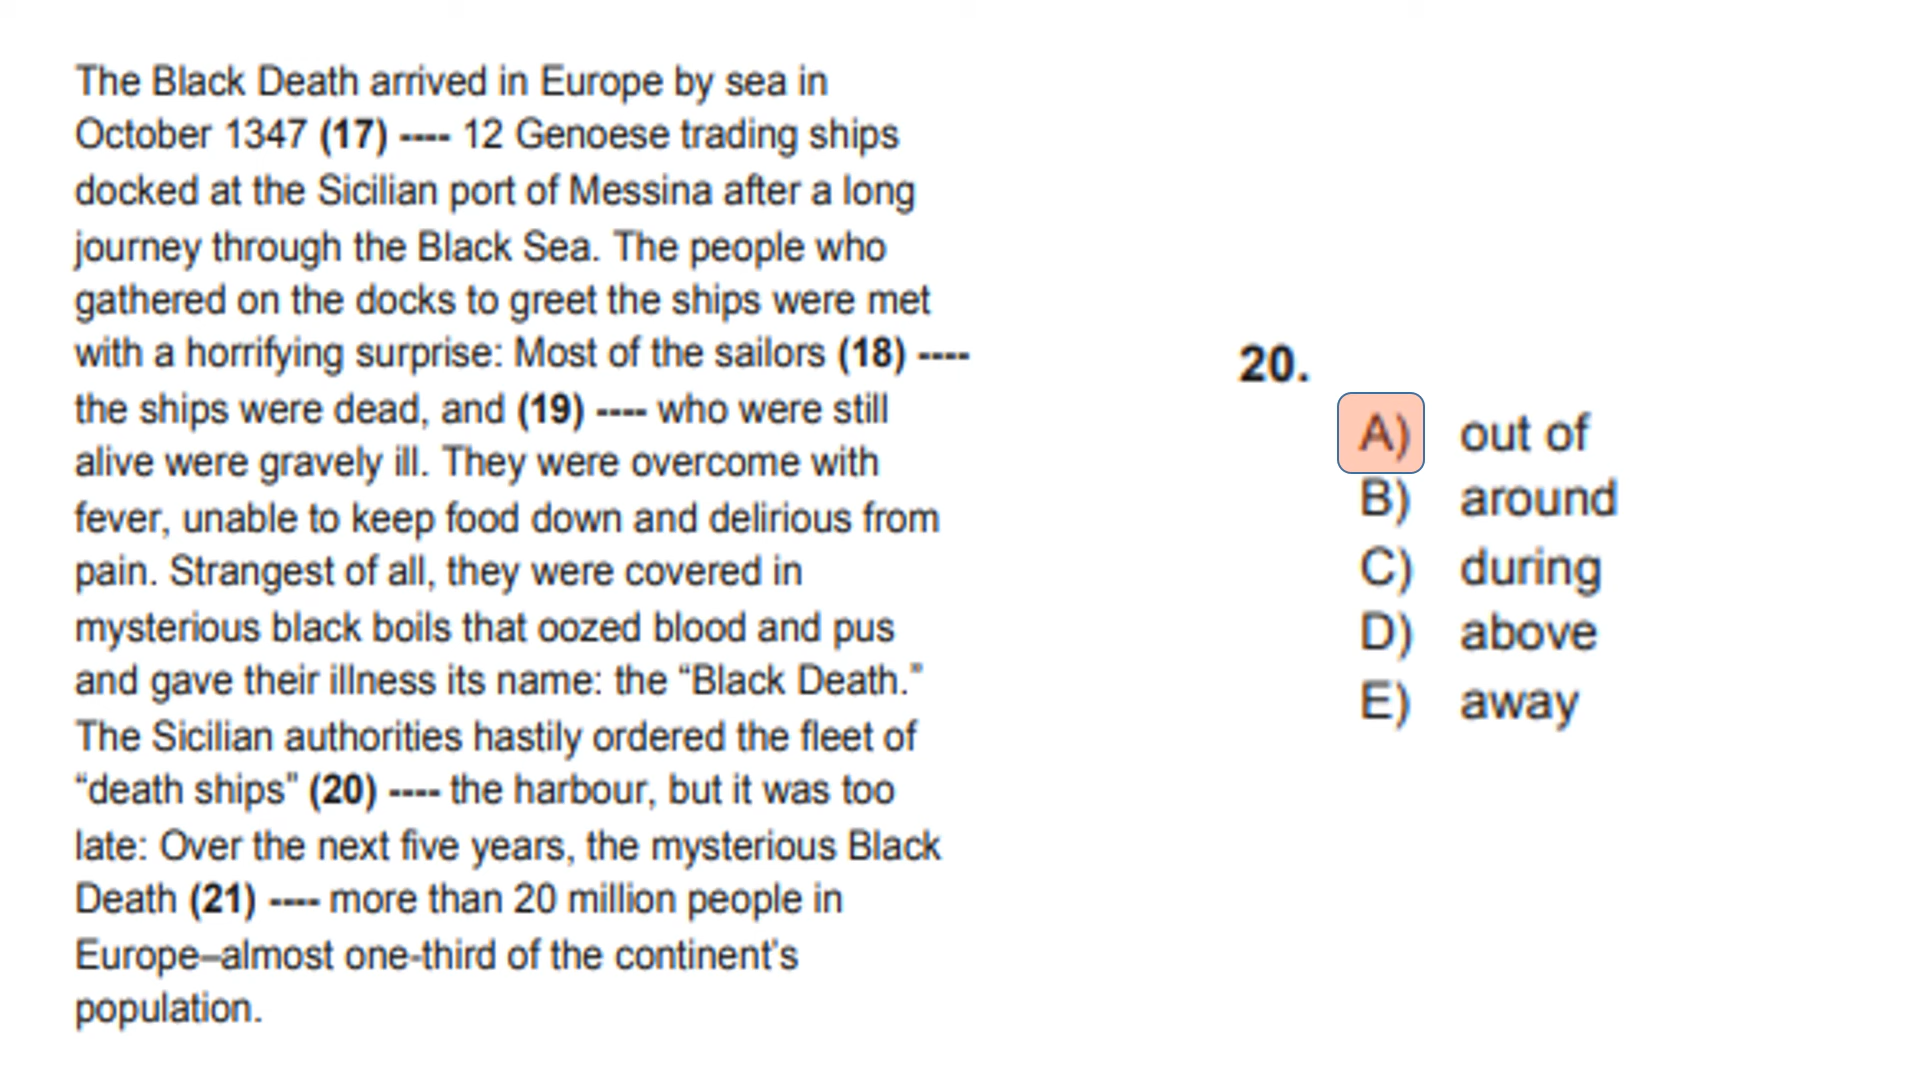 The Black Death arrived in Europe by sea in
October 1347 (17) ---- 12 Genoese trading ships
docked at the Sicilian port of Messina after a long
journey through the Black Sea. The people who
gathered on the docks to greet the ships were met
with a horrifying surprise: Most of the sailors (18) ----
the ships were dead, and (19) ---- who were still
alive were gravely ill. They were overcome with
fever, unable to keep food down and delirious from
pain. Strangest of all, they were covered in
mysterious black boils that oozed blood and pus
and gave their illness its name: the “Black Death.”
The Sicilian authorities hastily ordered the fleet of
“death ships” (20) ---- the harbour, but it was too
late: Over the next five years, the mysterious Black
Death (21) ---- more than 20 million people in
Europe–almost one-third of the continent's
population.
20.
A) out of
B) around
C) during
D) above
E) away